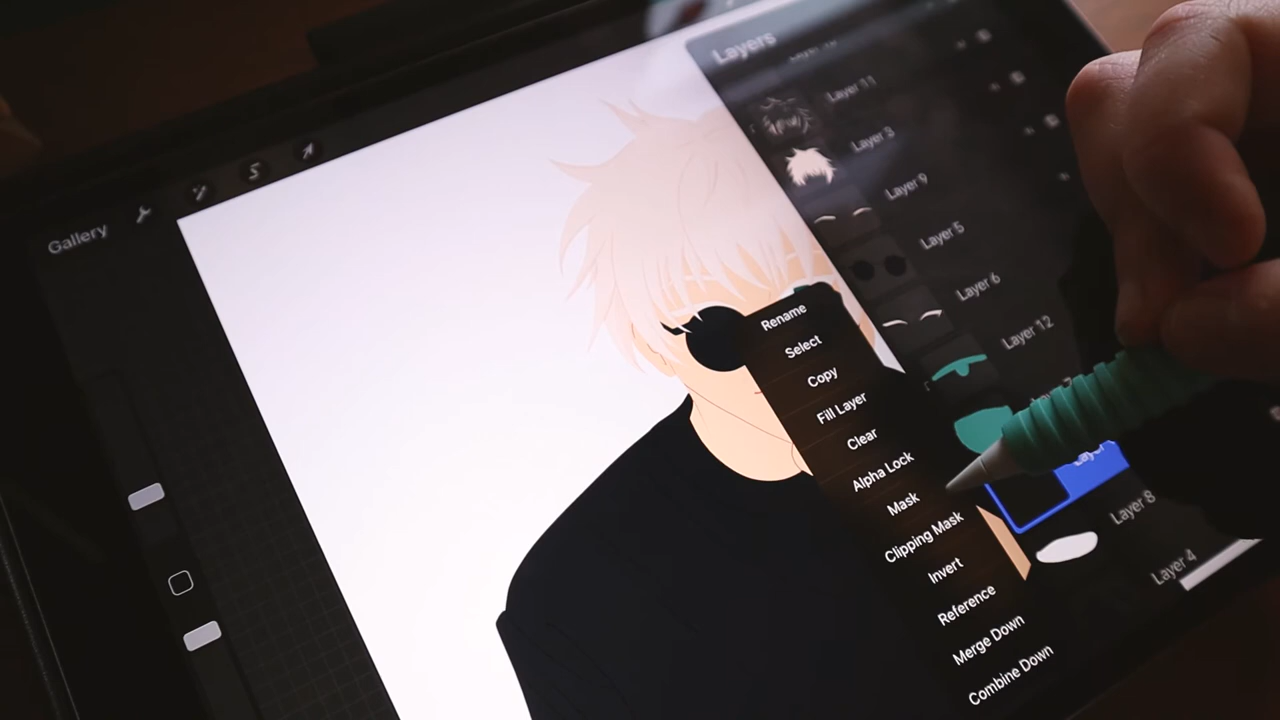 Gallery
Layers
Layer 11
Layer 3
Layer 9
Layer 5
Layer 6
Layer 12
Layer 8
Layer 4
Rename
Select
Copy
Fill Layer
Clear
Alpha Lock
Mask
Clipping Mask
Invert
Reference
Merge Down
Combine Down